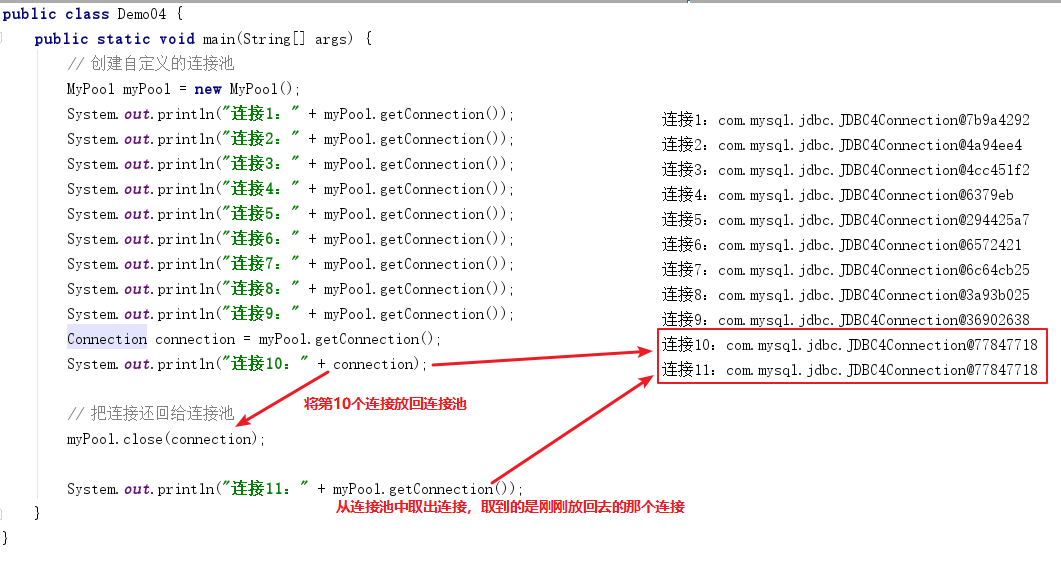 public class Demo04 {
public static void main(String[] args) {
// 创建自定义的连接池
MyPool myPool = new MyPool();
System.out.println("连接1：" + myPool.getConnection());
System.out.println("连接2：" + myPool.getConnection());
System.out.println("连接3：" + myPool.getConnection());
System.out.println("连接4：" + myPool.getConnection());
System.out.println("连接5：" + myPool.getConnection());
System.out.println("连接6：" + myPool.getConnection());
System.out.println("连接7：" + myPool.getConnection());
System.out.println("连接8：" + myPool.getConnection());
System.out.println("连接9：" + myPool.getConnection());
Connection connection = myPool.getConnection();
System.out.println("连接10：" + connection);
将第10个连接放回连接池
// 把连接还回给连接池
myPool.close(connection);
System.out.println("连接11：" + myPool.getConnection());
从连接池中取出连接，取到的是刚刚放回去的那个连接
}
}
连接1：com.mysql.jdbc.JDBC4Connection@7b9a4292
连接2：com.mysql.jdbc.JDBC4Connection@4a94ee4
连接3：com.mysql.jdbc.JDBC4Connection@4cc451f2
连接4：com.mysql.jdbc.JDBC4Connection@6379eb
连接5：com.mysql.jdbc.JDBC4Connection@294425a7
连接6：com.mysql.jdbc.JDBC4Connection@6572421
连接7：com.mysql.jdbc.JDBC4Connection@6c64cb25
连接8：com.mysql.jdbc.JDBC4Connection@3a93b025
连接9：com.mysql.jdbc.JDBC4Connection@36902638
连接10：com.mysql.jdbc.JDBC4Connection@77847718
连接11：com.mysql.jdbc.JDBC4Connection@77847718